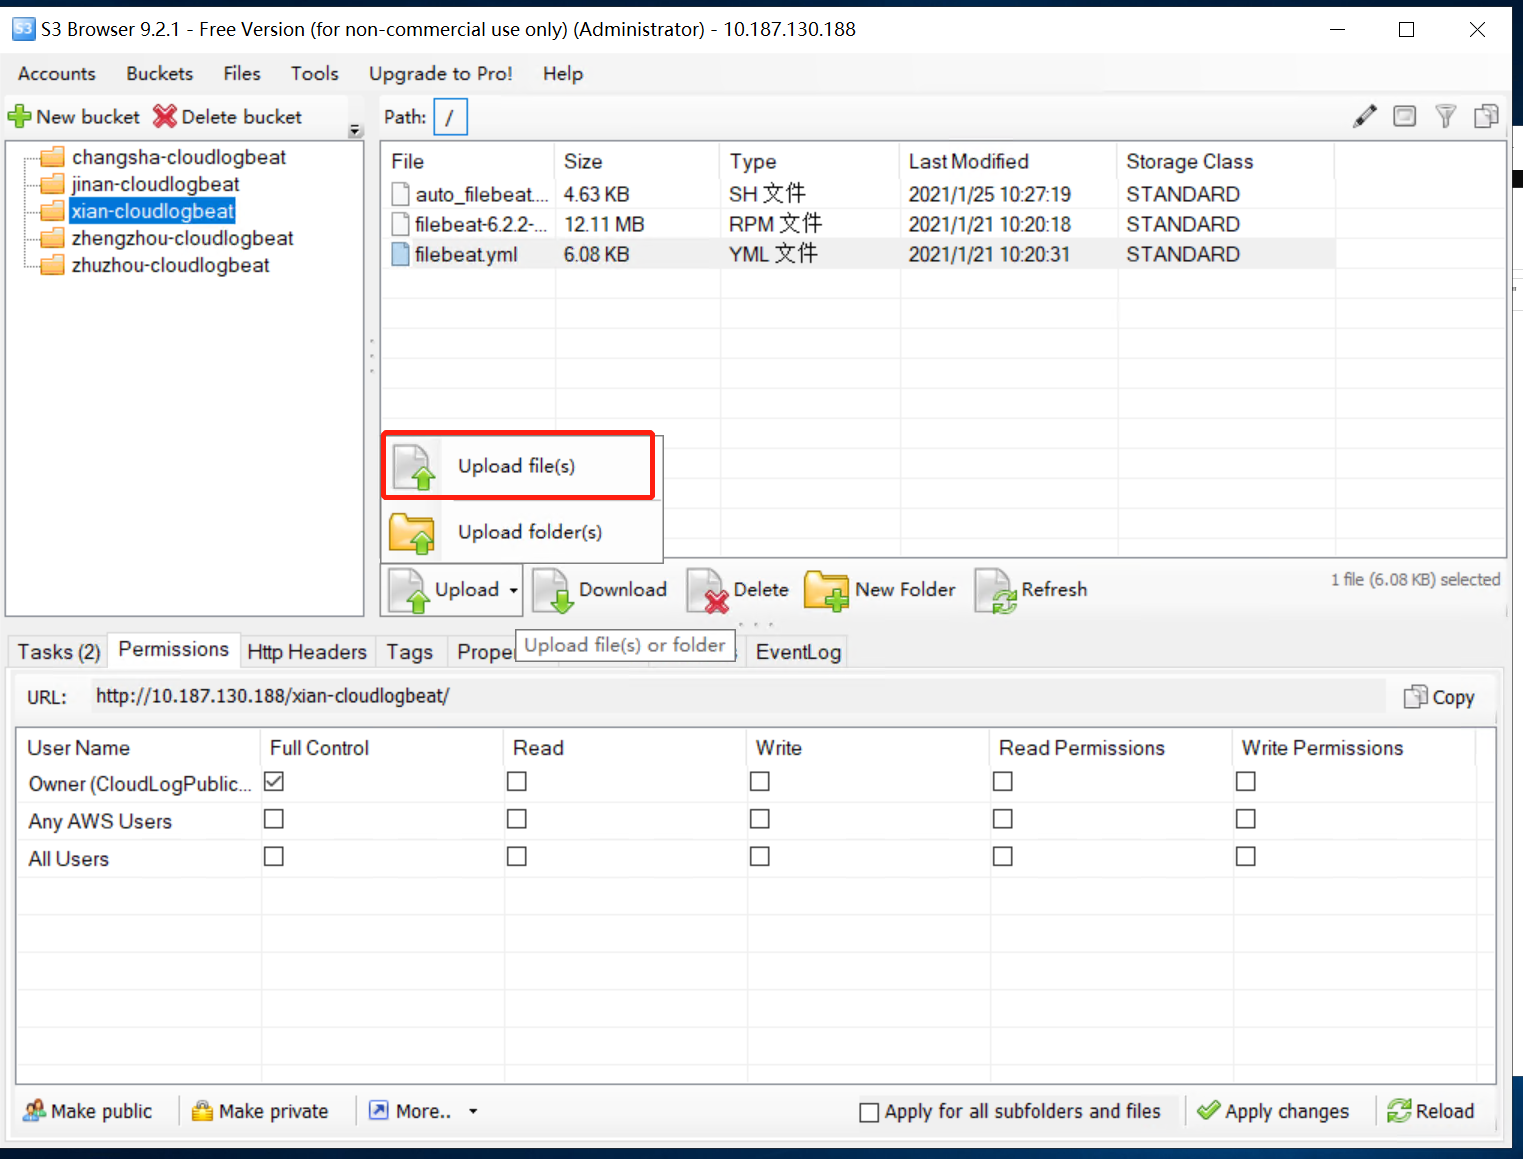 S3 Browser 9.2.1 - Free Version (for non-commercial use only) (Administrator) - 10.187.130.188
Accounts Buckets Files Tools Upgrade to Pro! Help
New bucket Delete bucket Path: /
changsha-cloudlogbeat
jinan-cloudlogbeat
xian-cloudlogbeat
zhengzhou-cloudlogbeat
zhuzhou-cloudlogbeat
File Size Type Last Modified Storage Class
auto_filebeat.... 4.63 KB SH 文件 2021/1/25 10:27:19 STANDARD
filebeat-6.2.2-... 12.11 MB RPM 文件 2021/1/21 10:20:18 STANDARD
filebeat.yml 6.08 KB YML 文件 2021/1/21 10:20:31 STANDARD
Upload file(s)
Upload folder(s)
Upload Download Delete New Folder Refresh 1 file (6.08 KB) selected
Tasks (2) Permissions Http Headers Tags Prope Upload file(s) or folder EventLog
URL: http://10.187.130.188/xian-cloudlogbeat/ Copy
User Name Full Control Read Write Read Permissions Write Permissions
Owner (CloudLogPublic...
Any AWS Users
All Users
Make public Make private More.. Apply for all subfolders and files Apply changes Reload